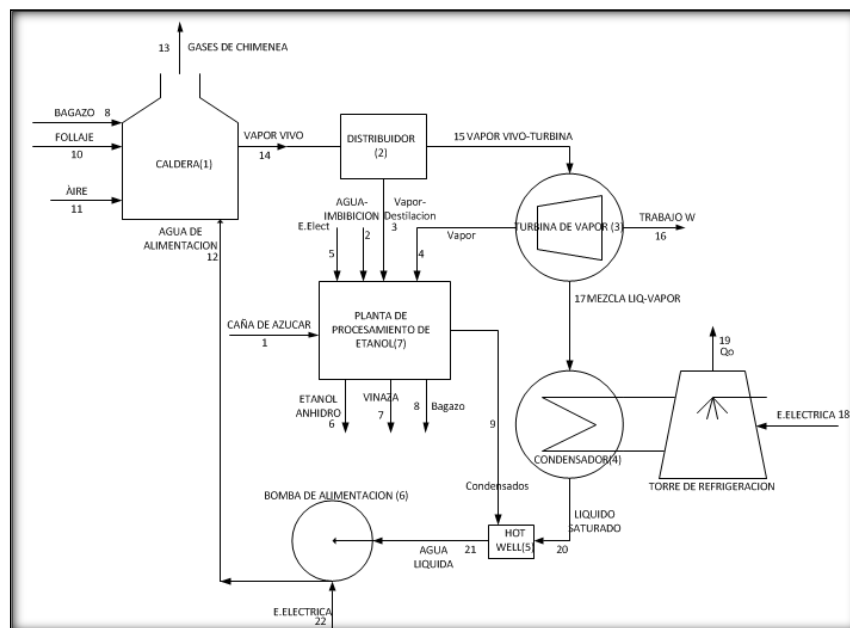 13 GASES DE CHIMENEA
BAGAZO 8
FOLLAJE
10
CALDERA(1)
ÀIRE
11
VAPOR VIVO
14
DISTRIBUIDOR
(2)
15 VAPOR VIVO-TURBINA
AGUA DE
ALIMENTACION
12
E.Elect
5
AGUA-
IMBIBICION
2
Vapor-
Destilacion
3
Vapor
4
TURBINA DE VAPOR (3)
TRABAJO W
16
17 MEZCLA LIQ-VAPOR
CAÑA DE AZUCAR
1
PLANTA DE
PROCESAMIENTO DE
ETANOL(7)
19
Qo
ETANOL
ANHIDRO
6
VINAZA
7
8 Bagazo
9
E.ELECTRICA 18
CONDENSADOR(4)
TORRE DE REFRIGERACION
Condensados
BOMBA DE ALIMENTACION (6)
LIQUIDO
SATURADO
20
HOT
WELL(5)
AGUA
LIQUIDA
21
E.ELECTRICA
22